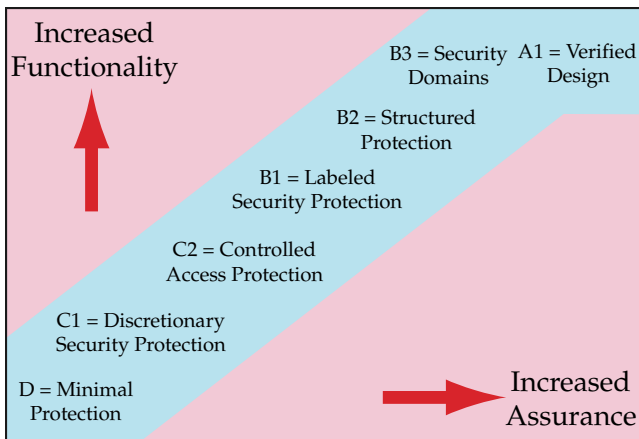 Increased
Functionality
B3 = Security
Domains
A1 = Verified
Design
B2 = Structured
Protection
B1 = Labeled
Security Protection
C2 = Controlled
Access Protection
C1 = Discretionary
Security Protection
D = Minimal
Protection
Increased
Assurance